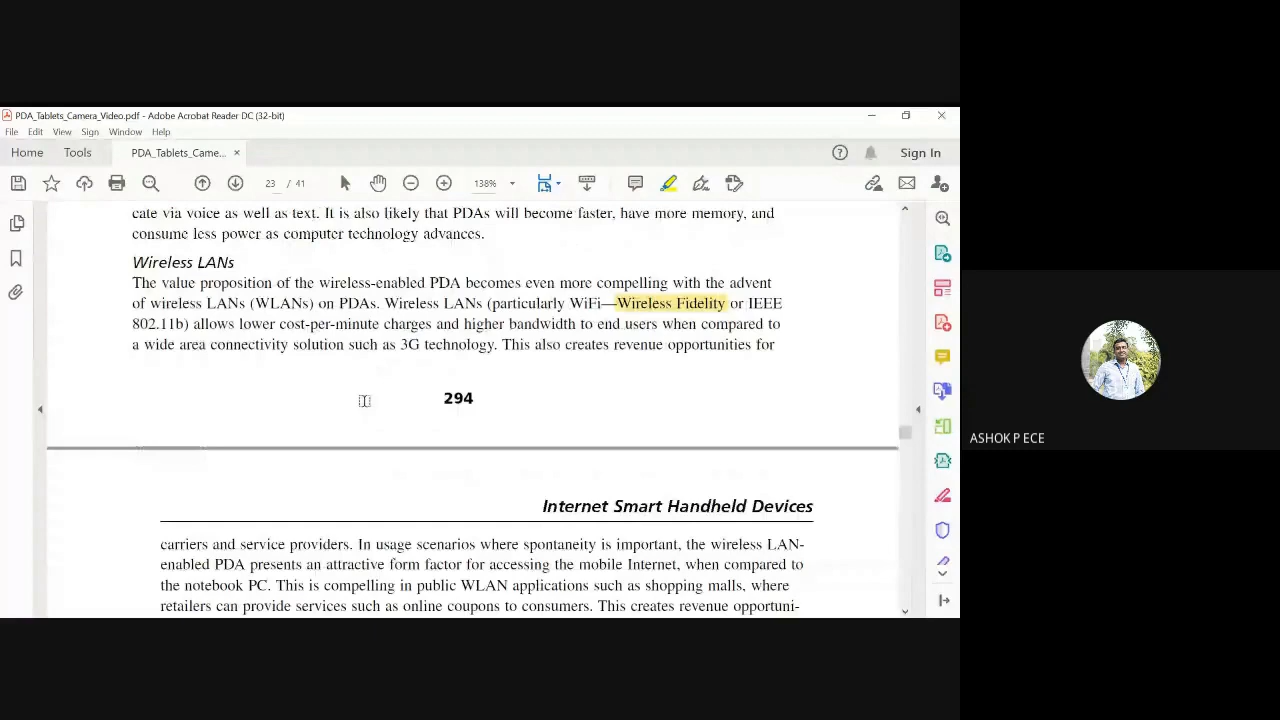 PDA_Tablets_Camera_Video.pdf - Adobe Acrobat Reader DC (32-bit)
File Edit View Sign Window Help
Home Tools PDA_Tablets_Came... × Sign In
23 / 41 138%
cate via voice as well as text. It is also likely that PDAs will become faster, have more memory, and
consume less power as computer technology advances.
Wireless LANs
The value proposition of the wireless-enabled PDA becomes even more compelling with the advent
of wireless LANs (WLANs) on PDAs. Wireless LANs (particularly WiFi—Wireless Fidelity or IEEE
802.11b) allows lower cost-per-minute charges and higher bandwidth to end users when compared to
a wide area connectivity solution such as 3G technology. This also creates revenue opportunities for
294
Internet Smart Handheld Devices
carriers and service providers. In usage scenarios where spontaneity is important, the wireless LAN-
enabled PDA presents an attractive form factor for accessing the mobile Internet, when compared to
the notebook PC. This is compelling in public WLAN applications such as shopping malls, where
retailers can provide services such as online coupons to consumers. This creates revenue opportuni-
ASHOK P ECE